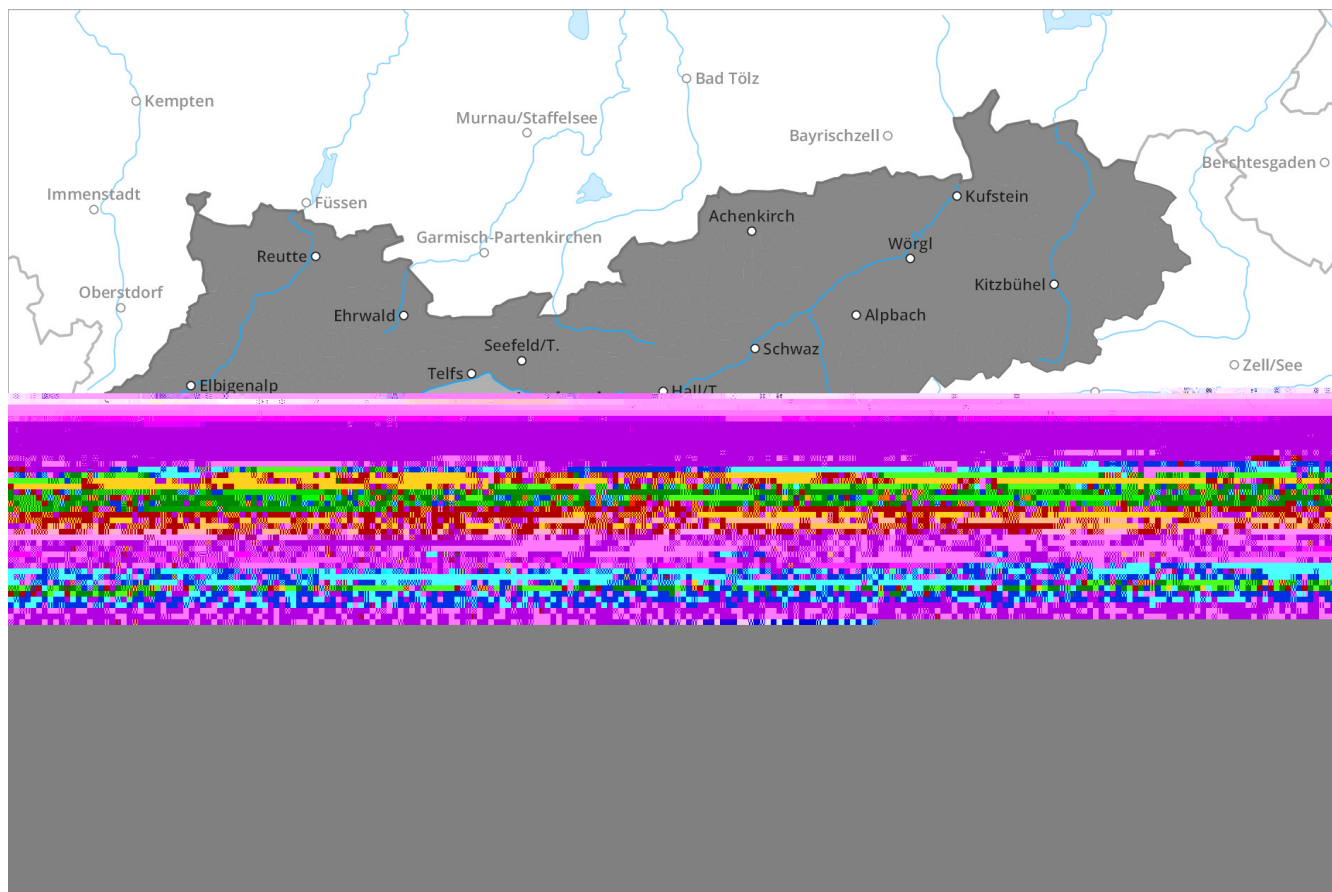 Bad Tölz
Kempten
Murnau/Staffelsee
Bayrischzell
Berchtesgaden
Immenstadt
Füssen
Kufstein
Achenkirch
Garmisch-Partenkirchen
Wörgl
Reutte
Kitzbühel
Oberstdorf
Ehrwald
Alpbach
Seefeld/T.
Schwaz
Zell/See
Telfs
Elbigenalp
Hall/T.